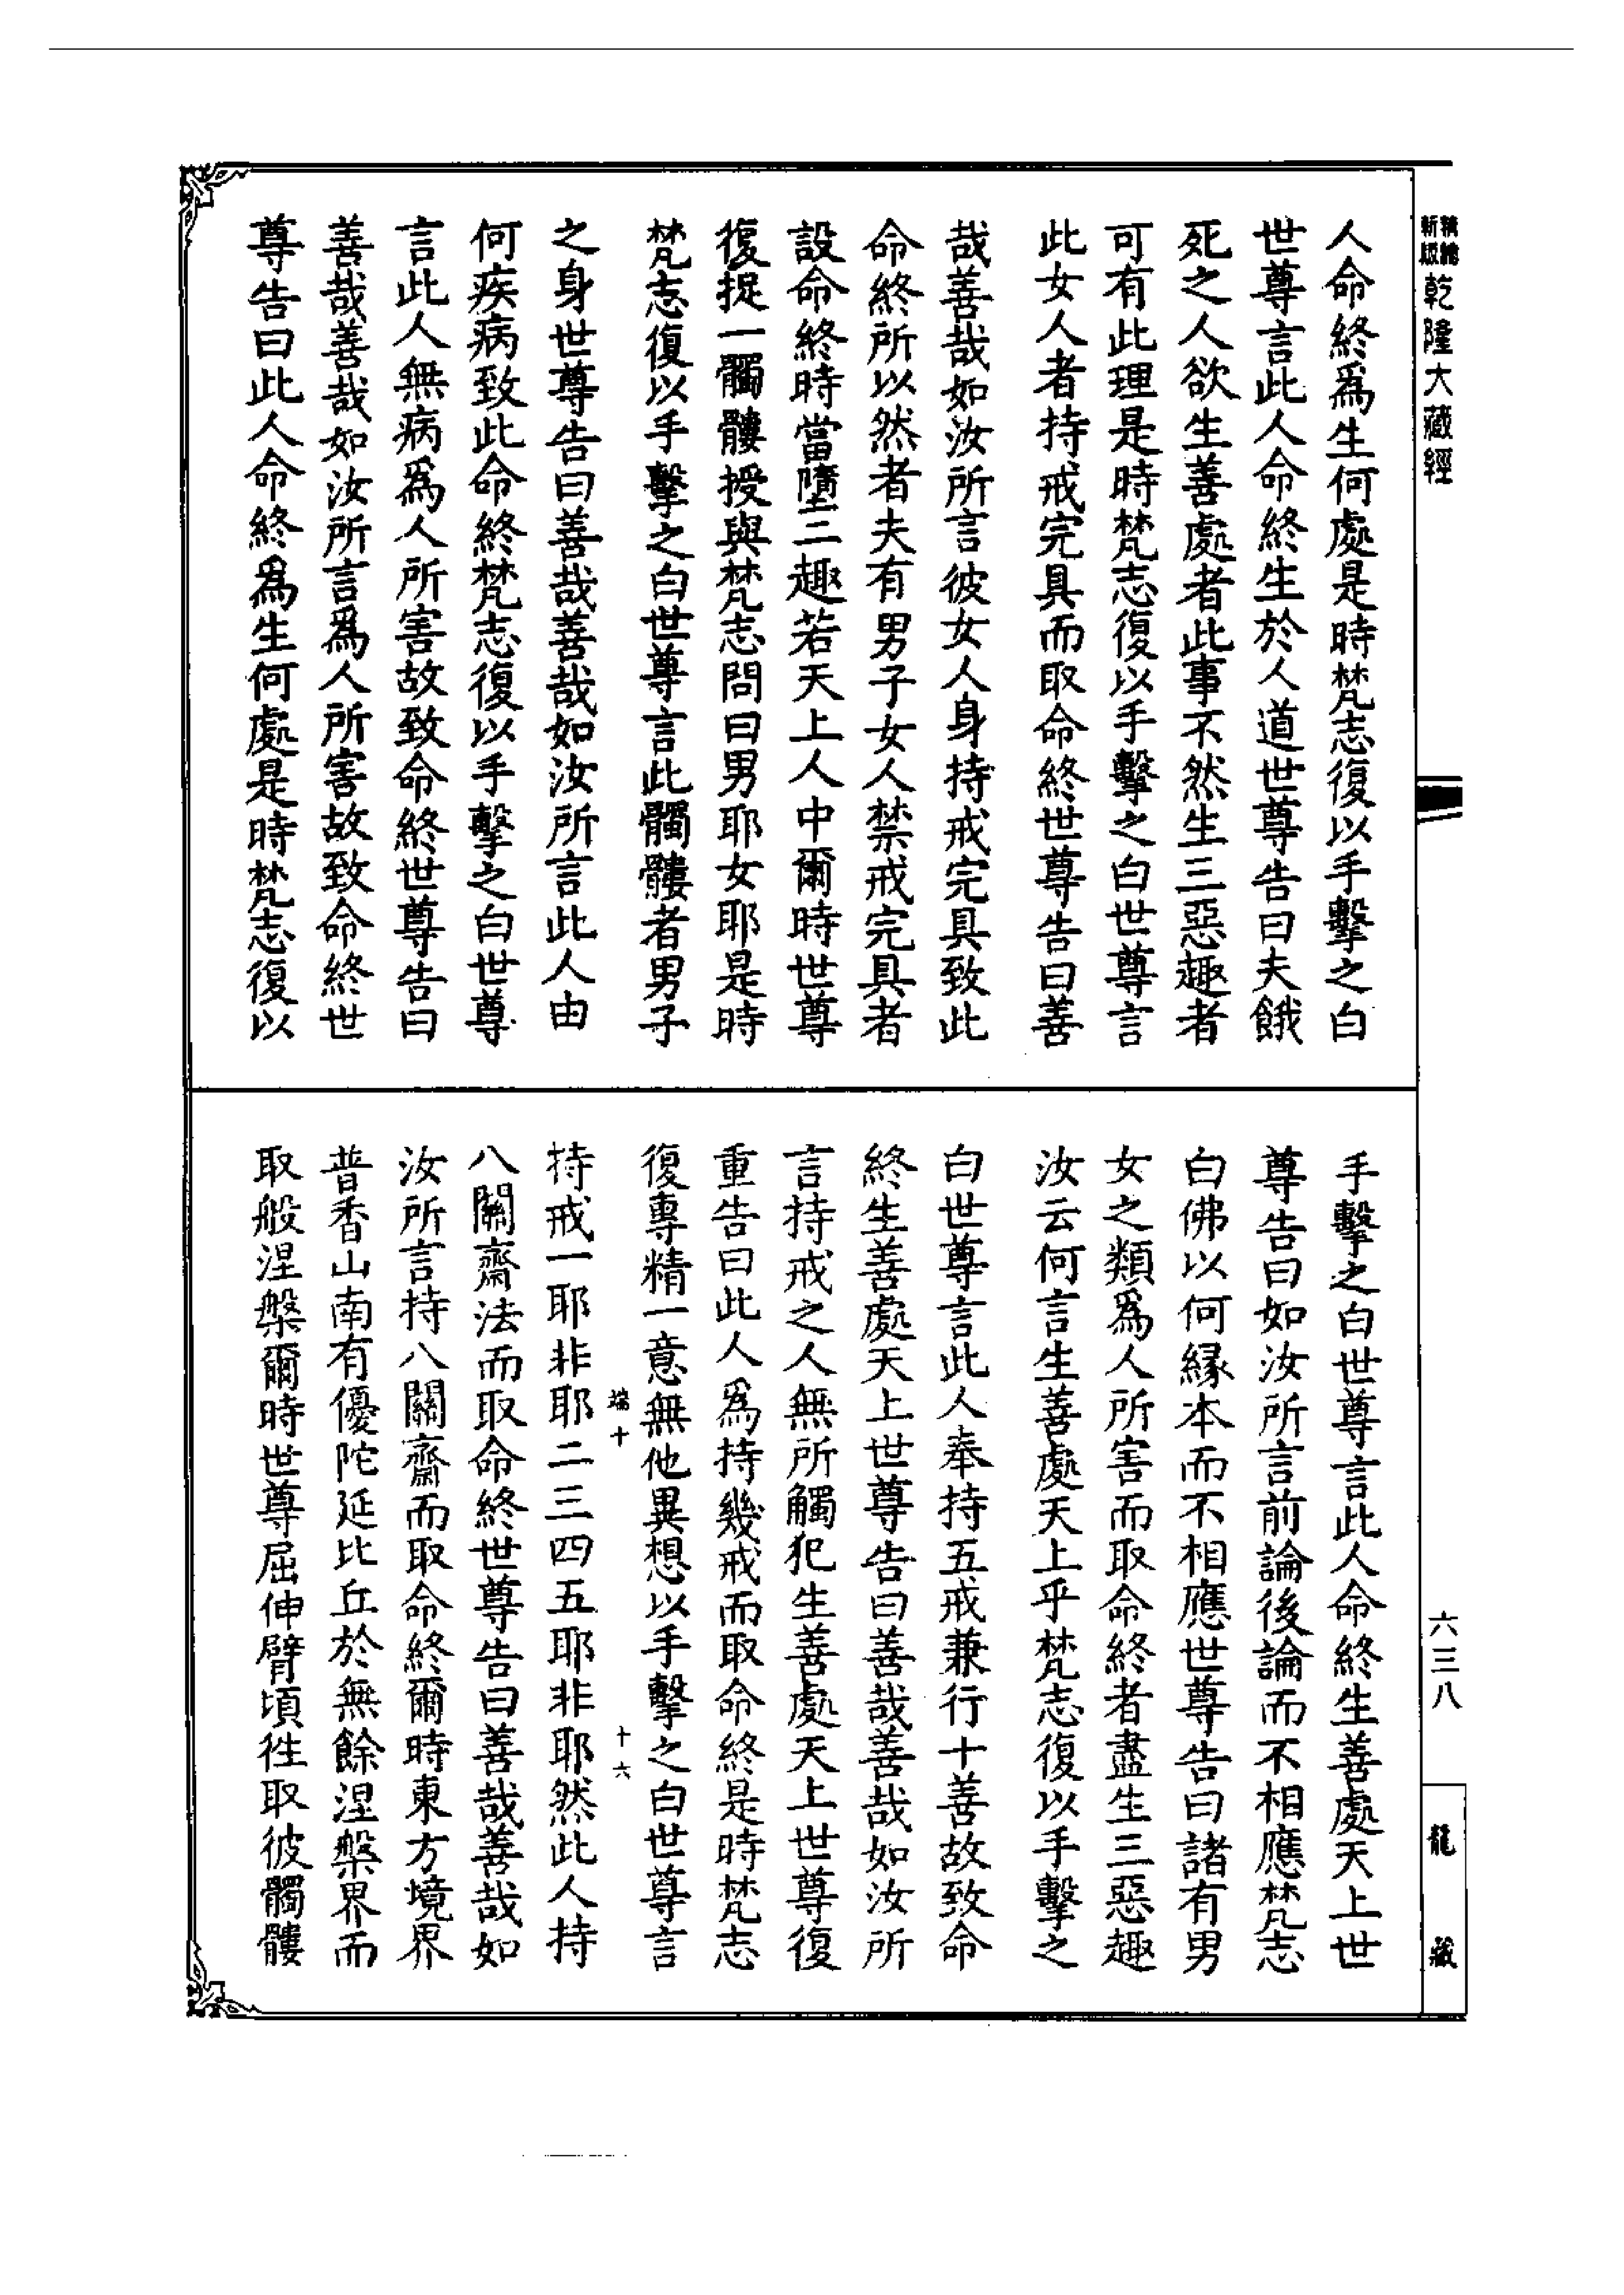 新版
精繪
乾隆大藏經
六三八
龍藏
人命終爲生何處是時梵志復以手擊之白
世尊言此人命終生於人道世尊告曰夫餓
死之人欲生善處者此事不然生三惡趣者
可有此理是時梵志復以手擊之白世尊言
此女人者持戒完具而取命終世尊告曰善
哉善哉如汝所言彼女人身持戒完具致此
命終所以然者夫有男子女人禁戒完具者
設命終時當墮二趣若天上人中爾時世尊
復捉一髑髏授與梵志問曰男耶女耶是時
梵志復以手擊之白世尊言此髑髏者男子
之身世尊告曰善哉善哉如汝所言此人由
何疾病致此命終梵志復以手擊之白世尊
言此人無病爲人所害故致命終世尊告曰
善哉善哉如汝所言爲人所害故致命終世
尊告曰此人命終爲生何處是時梵志復以
手擊之白世尊言此人命終生善處天上世
尊告曰如汝所言前論後論而不相應梵志
白佛以何縁本而不相應世尊告曰諸有男
女之類爲人所害而取命終者盡生三惡趣
汝云何言生善處天上乎梵志復以手擊之
白世尊言此人奉持五戒兼行十善故致命
終生善處天上世尊告曰善哉善哉如汝所
言持戒之人無所觸犯生善處天上世尊復
重告曰此人爲持幾戒而取命終是時梵志
復專精一意無他異想以手擊之白世尊言
端十
十六
持戒一耶非耶二三四五耶非耶然此人持
八關齋法而取命終世尊告曰善哉善哉如
汝所言持八關齋而取命終爾時東方境界
普香山南有優陀延比丘於無餘涅槃界而
取般涅槃爾時世尊屈伸臂頃徃取彼髑髏